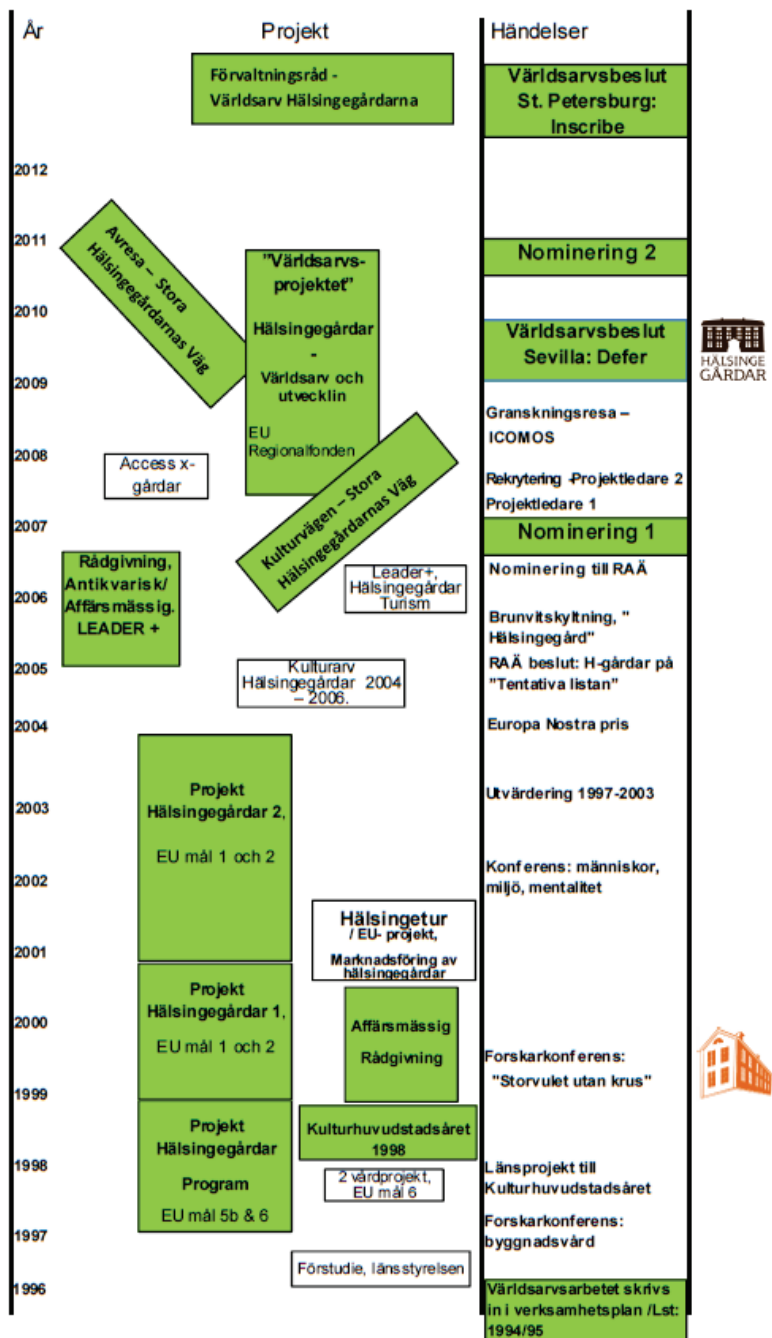 År
Projekt
Händelser
Förvaltningsråd -
Världsarv Hälsingegårdarna
Världsarvsbeslut
St. Petersburg:
Inscribe
2012
2011
Avresa – Stora
Hälsingegårdarnas Väg
"Världsarvs-
projektet"
Hälsingegårdar
-
Världsarv och
utvecklin
EU
Regionalfonden
Nominering 2
2010
Världsarvsbeslut
Sevilla: Defer
HÄLSINGE
GÅRDAR
2009
Granskningsresa –
ICOMOS
2008
Access x-
gårdar
Kulturvägen – Stora
Hälsingegårdarnas Väg
Rekrytering -Projektledare 2
Projektledare 1
2007
Nominering 1
Rådgivning,
Antikvarisk/
Affärsmässig.
LEADER +
Leader+,
Hälsingegårdar
Turism
Nominering till RAÄ
2006
Brunvitskyltning, "
Hälsingegård"
2005
Kulturarv
Hälsingegårdar 2004
– 2006.
RAÄ beslut: H-gårdar på
"Tentativa listan"
2004
Europa Nostra pris
Projekt
Hälsingegårdar 2,
EU mål 1 och 2
2003
Utvärdering 1997-2003
2002
Konferens: människor,
miljö, mentalitet
Hälsingetur
/ EU- projekt,
Marknadsföring av
hälsingegårdar
2001
Projekt
Hälsingegårdar 1,
EU mål 1 och 2
2000
Affärsmässig
Rådgivning
Forskarkonferens:
"Storvulet utan krus"
1999
Projekt
Hälsingegårdar
Program
EU mål 5b & 6
Kulturhuvudstadsåret
1998
1998
2 vårdprojekt,
EU mål 6
Länsprojekt till
Kulturhuvudstadsåret
1997
Forskarkonferens:
byggnadsvård
Förstudie, länsstyrelsen
1996
Världsarvsarbetet skrivs
in i verksamhetsplan /Lst:
1994/95